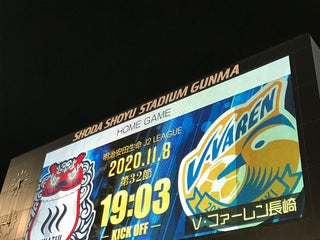 SHODA SHOYU STADIUM GUNMA
HOME GAME
明治安田生命 J2 LEAGUE
2020.11.8
第32節
19:03
KICK OFF
V・VAREN
V・ファーレン長崎